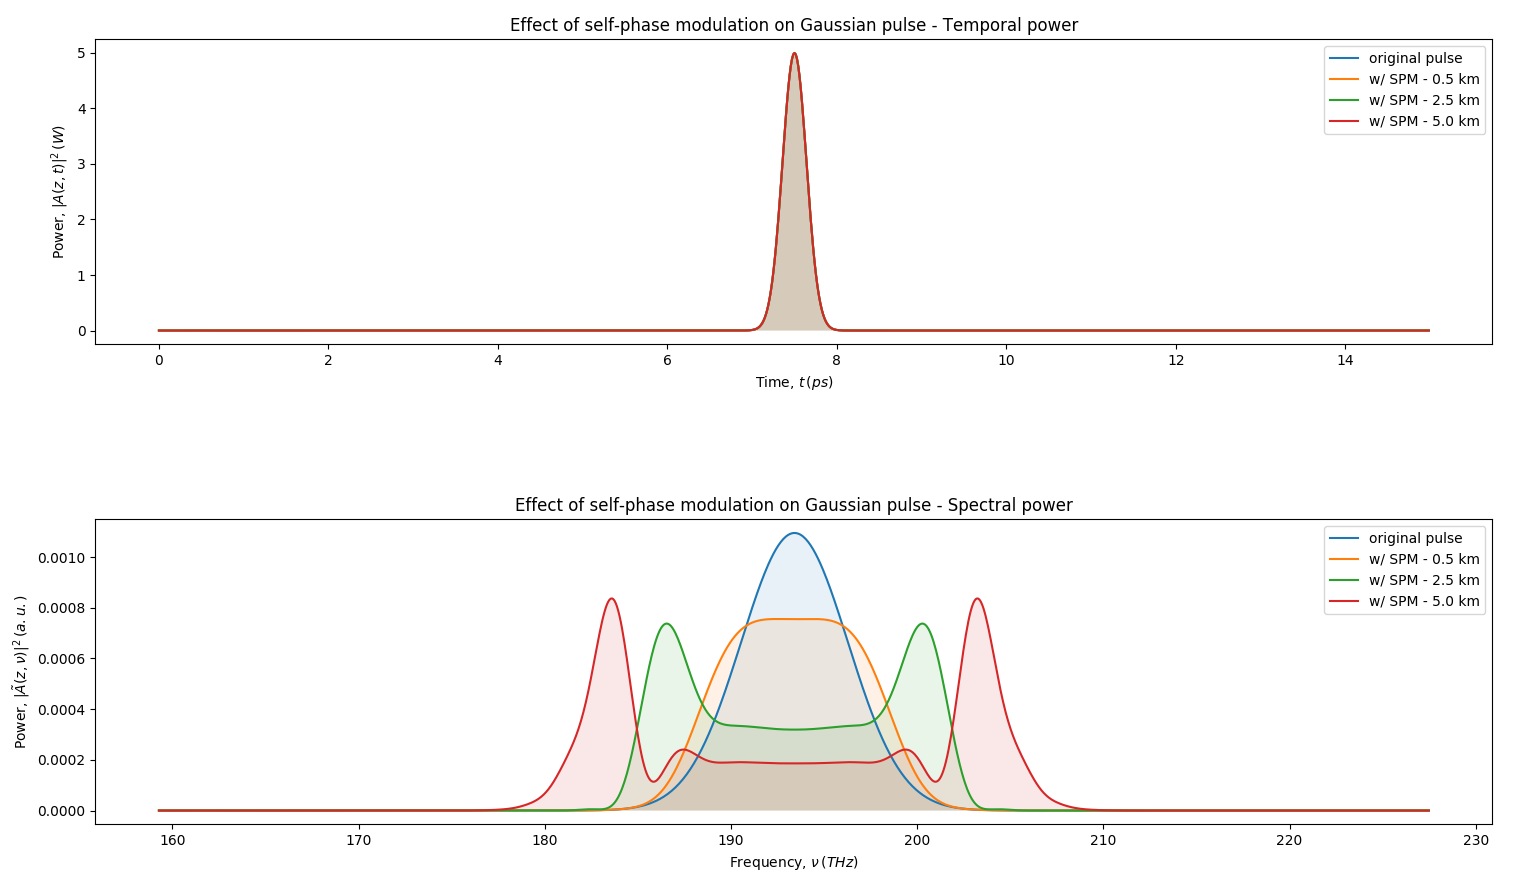 Effect of self-phase modulation on Gaussian pulse - Temporal power
original pulse
w/ SPM - 0.5 km
w/ SPM - 2.5 km
w/ SPM - 5.0 km
Power, |A(z, t)|² (W)
5
4
3
2
1
0
0 2 4 6 8 10 12 14
Time, t (ps)
Effect of self-phase modulation on Gaussian pulse - Spectral power
original pulse
w/ SPM - 0.5 km
w/ SPM - 2.5 km
w/ SPM - 5.0 km
Power, |Ã(z, ν)|² (a. u. )
0.0010
0.0008
0.0006
0.0004
0.0002
0.0000
160 170 180 190 200 210 220 230
Frequency, ν (THz)